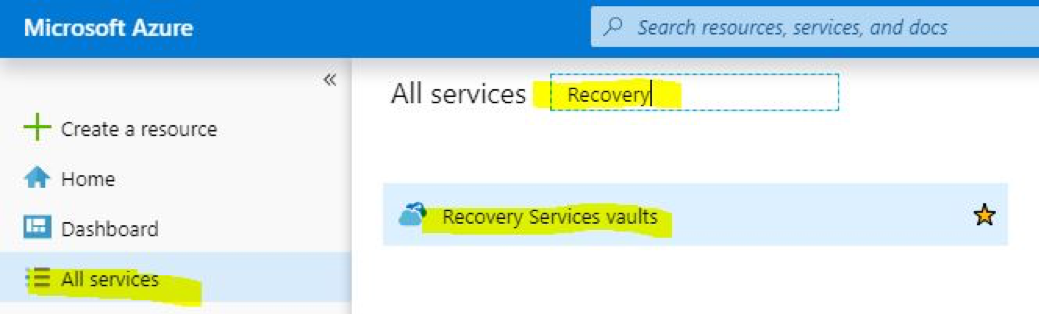 Microsoft Azure
Search resources, services, and docs
«
Create a resource
Home
Dashboard
All services
All services
Recovery
Recovery Services vaults